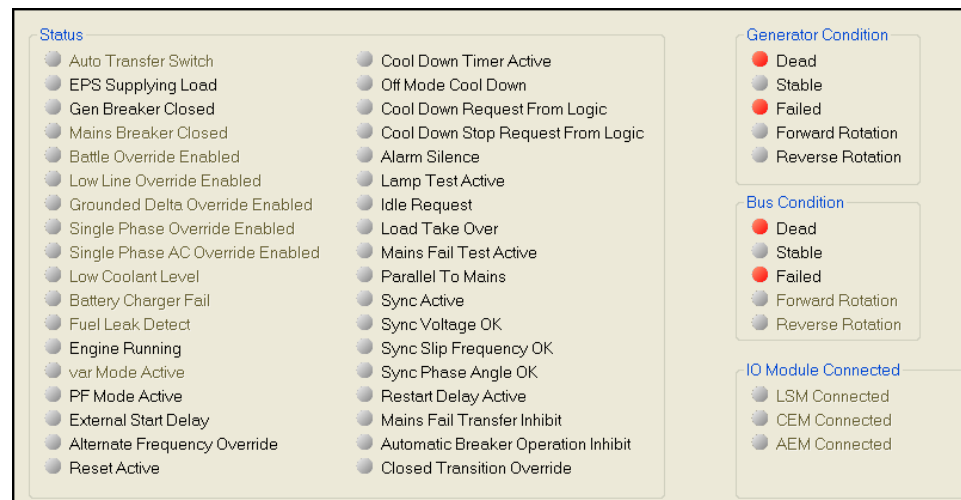 Status
Auto Transfer Switch
EPS Supplying Load
Gen Breaker Closed
Mains Breaker Closed
Battle Override Enabled
Low Line Override Enabled
Grounded Delta Override Enabled
Single Phase Override Enabled
Single Phase AC Override Enabled
Low Coolant Level
Battery Charger Fail
Fuel Leak Detect
Engine Running
var Mode Active
PF Mode Active
External Start Delay
Alternate Frequency Override
Reset Active
Cool Down Timer Active
Off Mode Cool Down
Cool Down Request From Logic
Cool Down Stop Request From Logic
Alarm Silence
Lamp Test Active
Idle Request
Load Take Over
Mains Fail Test Active
Parallel To Mains
Sync Active
Sync Voltage OK
Sync Slip Frequency OK
Sync Phase Angle OK
Restart Delay Active
Mains Fail Transfer Inhibit
Automatic Breaker Operation Inhibit
Closed Transition Override
Generator Condition
Dead
Stable
Failed
Forward Rotation
Reverse Rotation
Bus Condition
Dead
Stable
Failed
Forward Rotation
Reverse Rotation
IO Module Connected
LSM Connected
CEM Connected
AEM Connected